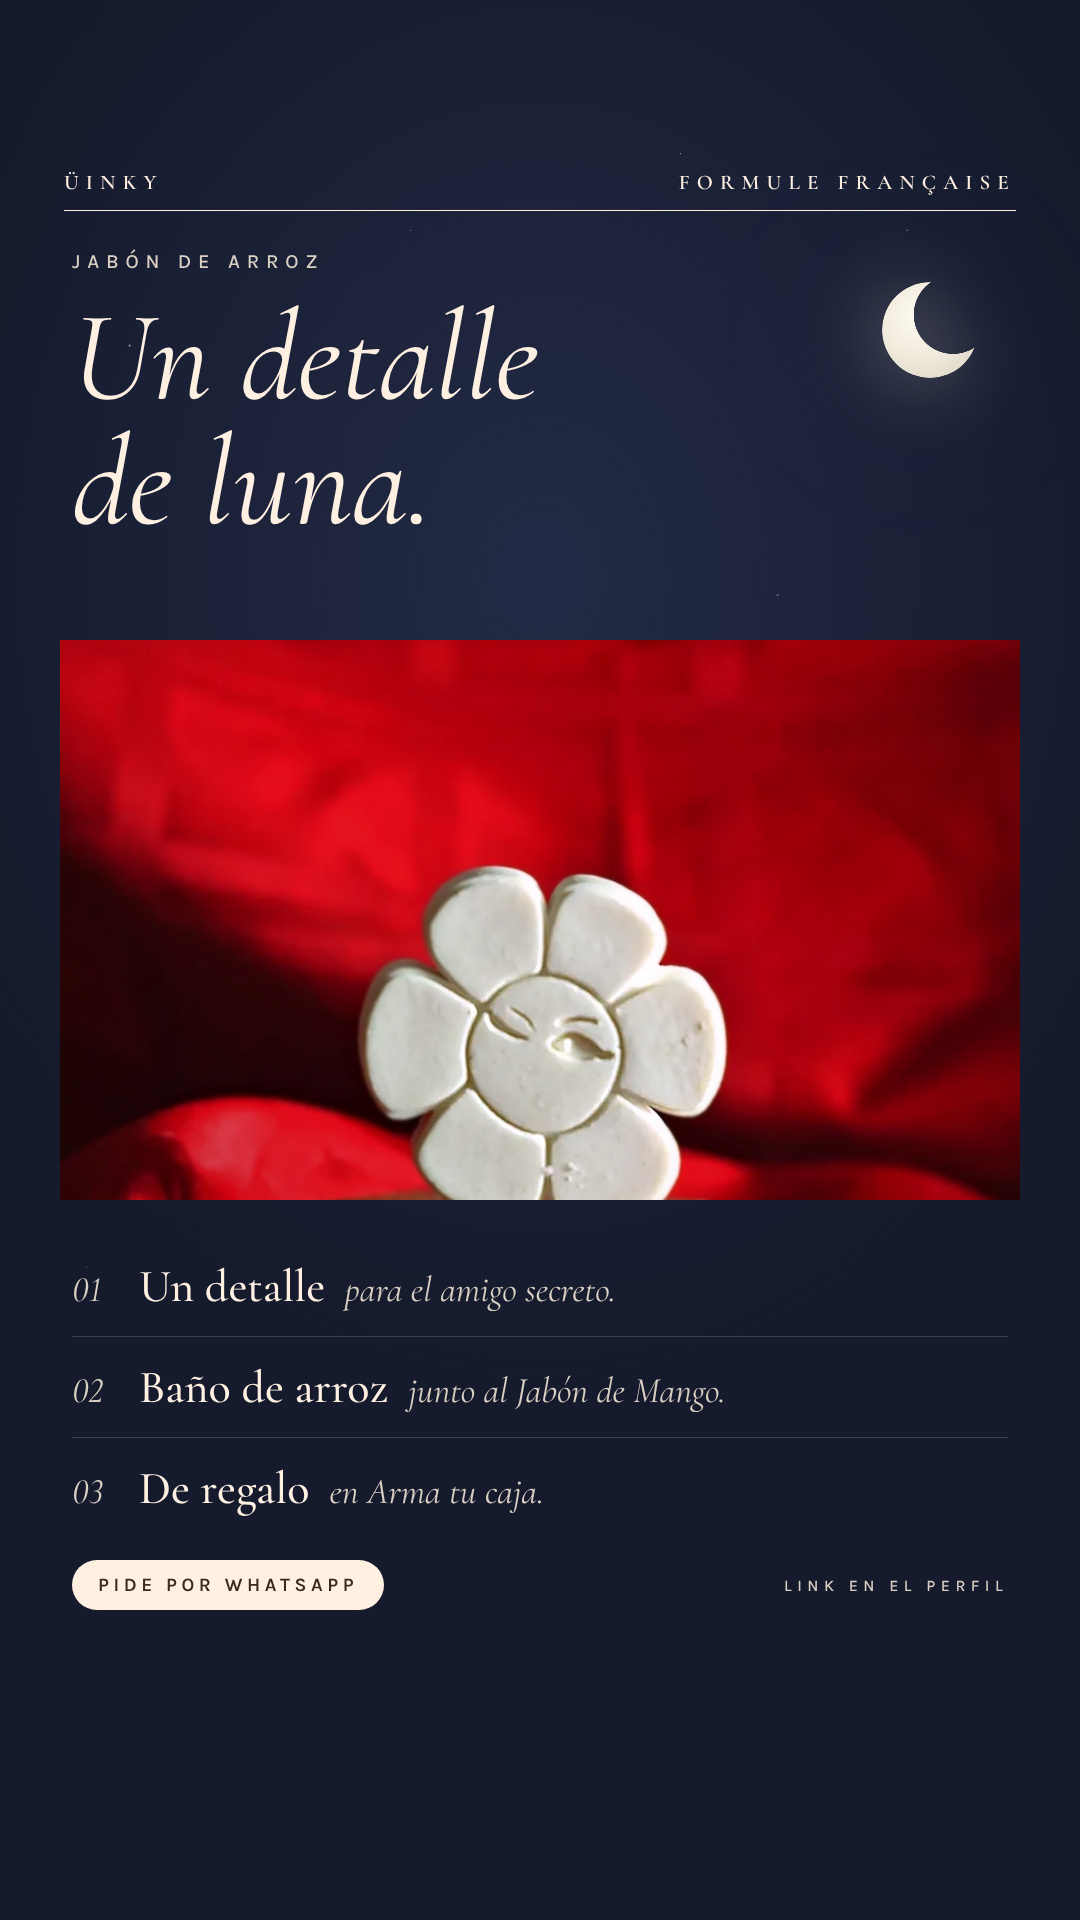 ÜINKY
FORMULE FRANÇAISE
JABÓN DE ARROZ
Un detalle
de luna.
01 Un detalle para el amigo secreto.
02 Baño de arroz junto al Jabón de Mango.
03 De regalo en Arma tu caja.
PIDE POR WHATSAPP
LINK EN EL PERFIL